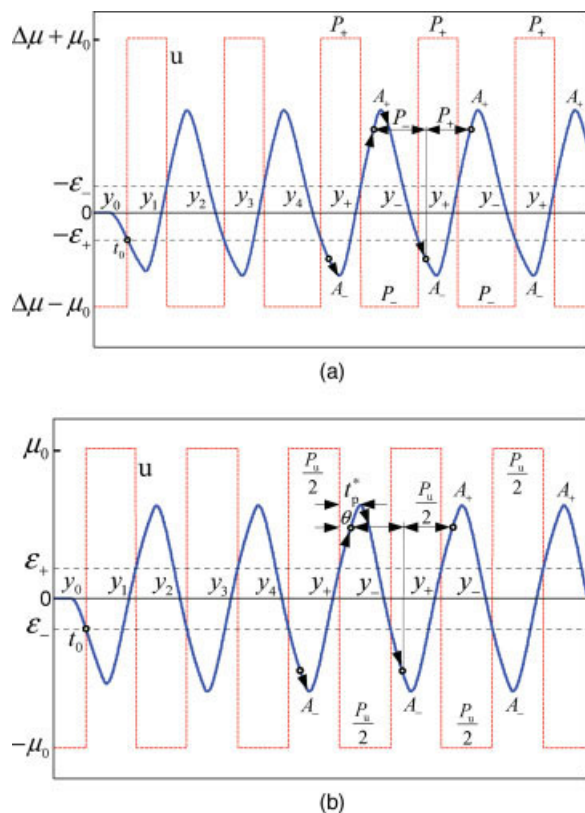 P₊ P₊ P₊
Δμ + μ₀
u
A₊ A₊ A₊
P₋ P₊
−ε₋
y₀ y₁ y₂ y₃ y₄ y₊ y₋ y₊ y₋ y₊
0
−ε₊
t₀
A₋ A₋ A₋
Δμ − μ₀
P₋ P₋
(a)
μ₀
u
Pᵤ/2 Pᵤ/2
t*ₚ Pᵤ/2 A₊ A₊
θ
ε₊
y₀ y₁ y₂ y₃ y₄ y₊ y₋ y₊ y₋
0
ε₋
t₀
A₋ A₋ A₋
Pᵤ/2 Pᵤ/2
−μ₀
(b)